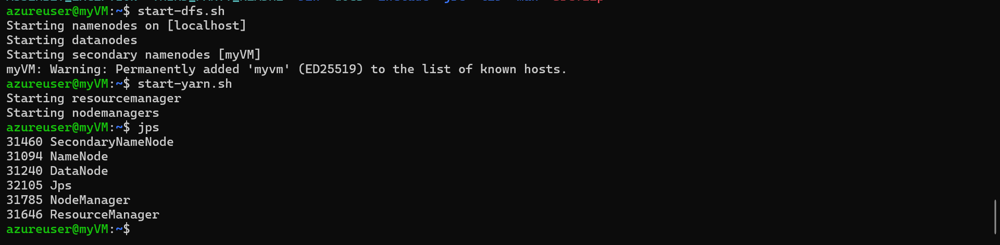 azureuser@myVM:~$ start-dfs.sh
Starting namenodes on [localhost]
Starting datanodes
Starting secondary namenodes [myVM]
myVM: Warning: Permanently added 'myvm' (ED25519) to the list of known hosts.
azureuser@myVM:~$ start-yarn.sh
Starting resourcemanager
Starting nodemanagers
azureuser@myVM:~$ jps
31460 SecondaryNameNode
31094 NameNode
31240 DataNode
32105 Jps
31785 NodeManager
31646 ResourceManager
azureuser@myVM:~$